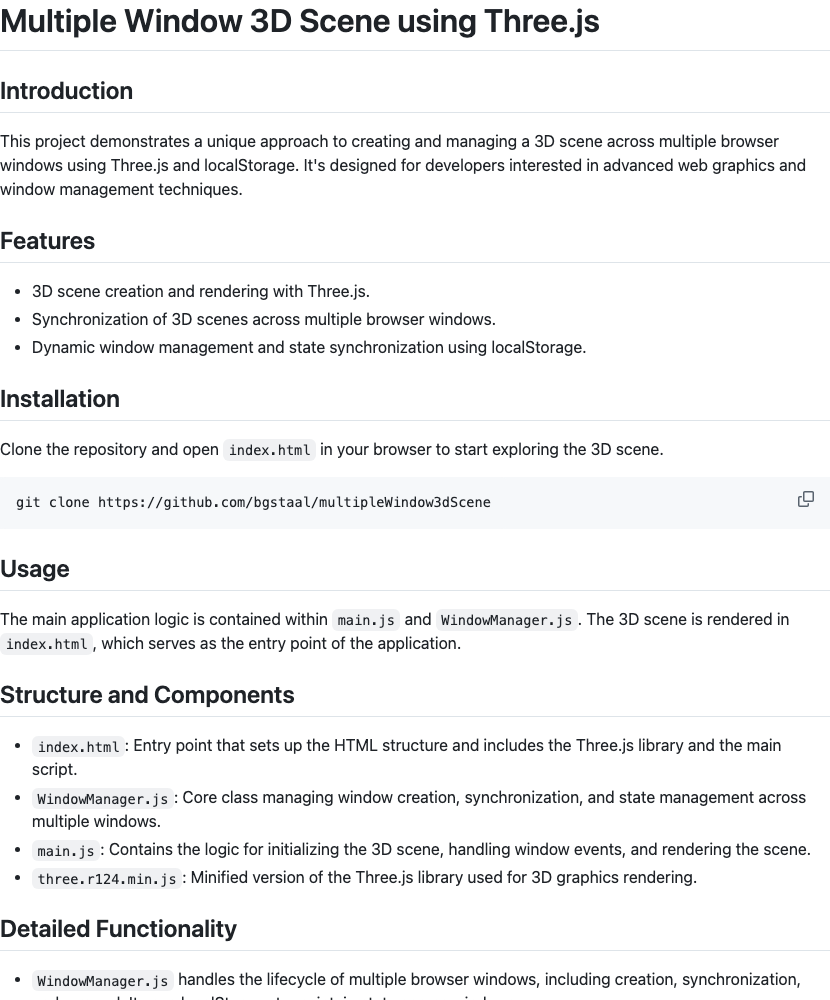 Multiple Window 3D Scene using Three.js
Introduction
This project demonstrates a unique approach to creating and managing a 3D scene across multiple browser
windows using Three.js and localStorage. It's designed for developers interested in advanced web graphics and
window management techniques.
Features
• 3D scene creation and rendering with Three.js.
• Synchronization of 3D scenes across multiple browser windows.
• Dynamic window management and state synchronization using localStorage.
Installation
Clone the repository and open index.html in your browser to start exploring the 3D scene.
git clone https://github.com/bgstaal/multipleWindow3dScene
Usage
The main application logic is contained within main.js and WindowManager.js. The 3D scene is rendered in
index.html, which serves as the entry point of the application.
Structure and Components
• index.html: Entry point that sets up the HTML structure and includes the Three.js library and the main
script.
• WindowManager.js: Core class managing window creation, synchronization, and state management across
multiple windows.
• main.js: Contains the logic for initializing the 3D scene, handling window events, and rendering the scene.
• three.r124.min.js: Minified version of the Three.js library used for 3D graphics rendering.
Detailed Functionality
• WindowManager.js handles the lifecycle of multiple browser windows, including creation, synchronization,